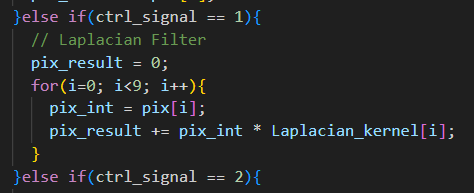 }else if(ctrl_signal == 1){
// Laplacian Filter
pix_result = 0;
for(i=0; i<9; i++){
pix_int = pix[i];
pix_result += pix_int * Laplacian_kernel[i];
}
}else if(ctrl_signal == 2){